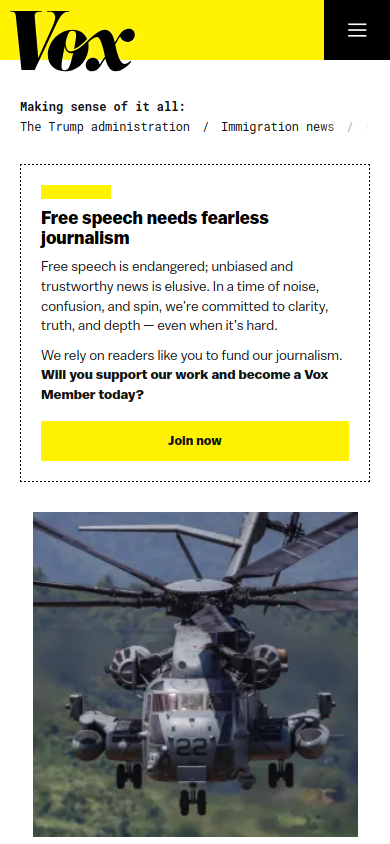 Vox
Making sense of it all:
The Trump administration / Immigration news /
Free speech needs fearless
journalism
Free speech is endangered; unbiased and
trustworthy news is elusive. In a time of noise,
confusion, and spin, we're committed to clarity,
truth, and depth — even when it's hard.
We rely on readers like you to fund our journalism.
Will you support our work and become a Vox
Member today?
Join now
22